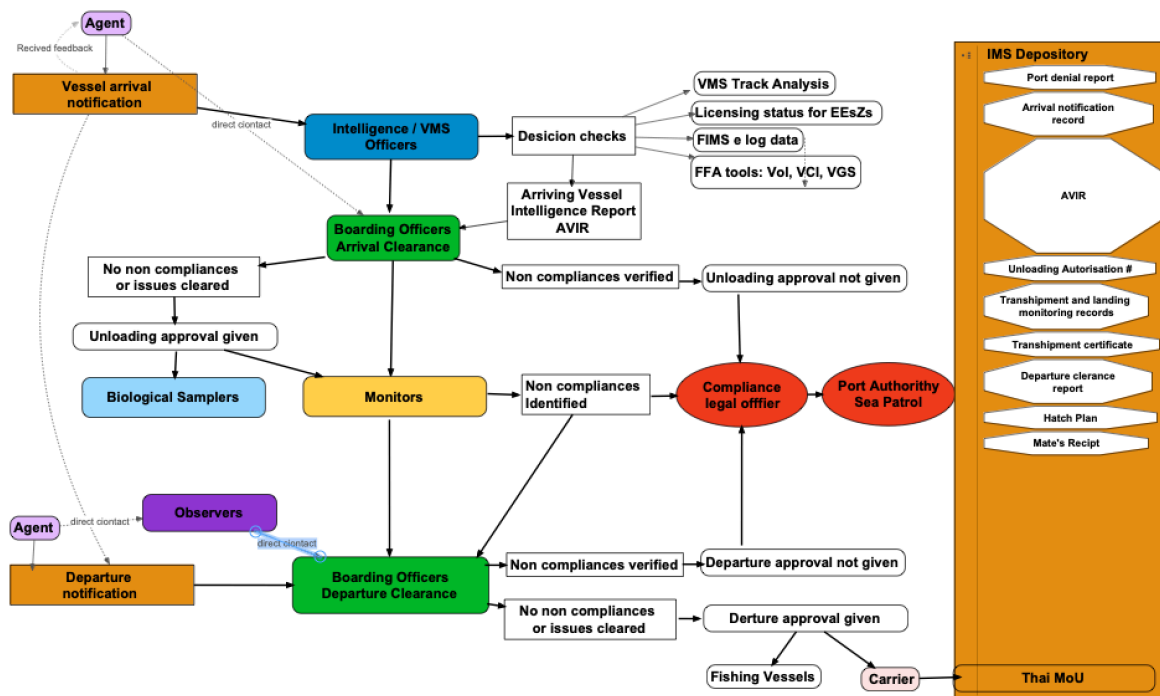 Agent
Recived feedback
Vessel arrival
notification
direct ciontact
Intelligence / VMS
Officers
Desicion checks
VMS Track Analysis
Licensing status for EEsZs
FIMS e log data
FFA tools: VoI, VCI, VGS
Arriving Vessel
Intelligence Report
AVIR
Boarding Officers
Arrival Clearance
No non compliances
or issues cleared
Non compliances verified
Unloading approval not given
Unloading approval given
Biological Samplers
Monitors
Non compliances
Identified
Compliance
legal offfier
Port Authorithy
Sea Patrol
Agent
direct ciontact
Observers
direct ciontact
Departure
notification
Boarding Officers
Departure Clearance
Non compliances verified
Departure approval not given
No non compliances
or issues cleared
Derture approval given
Fishing Vessels
Carrier
Thai MoU
IMS Depository
Port denial report
Arrival notification
record
AVIR
Unloading Autorisation #
Transhipment and landing
monitoring records
Transhipment certificate
Departure clerance
report
Hatch Plan
Mate's Recipt